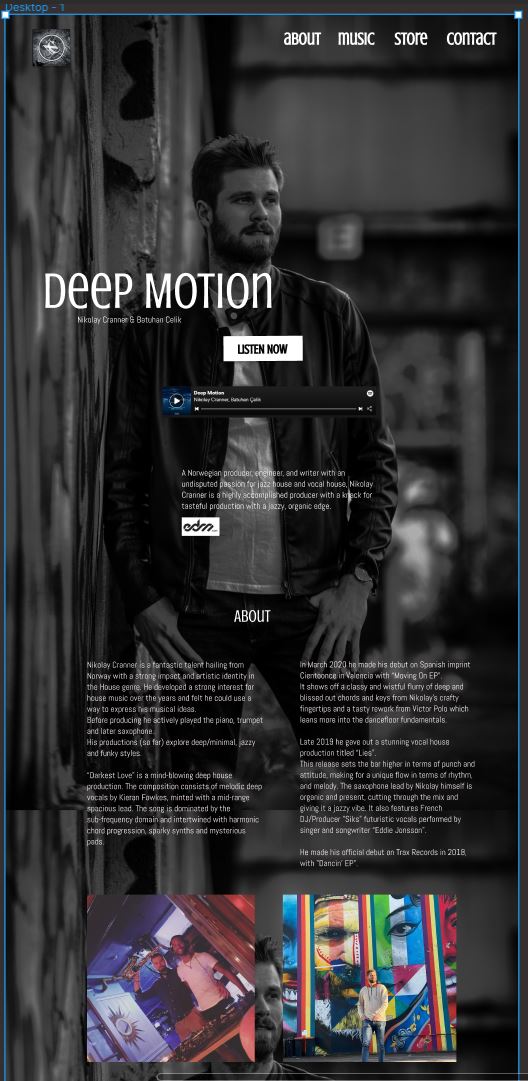 Desktop - 1
about music store contact
Deep Motion
Nikolay Cranner & Batuhan Celik
LISTEN NOW
Deep Motion
Nikolay Cranner, Batuhan Çelik
A Norwegian producer, engineer, and writer with an
undisputed passion for jazz house and vocal house, Nikolay
Cranner is a highly accomplished producer with a knack for
tasteful production with a jazzy, organic edge.
edm
ABOUT
Nikolay Cranner is a fantastic talent hailing from
Norway with a strong impact and artistic identity in
the House genre. He developed a strong interest for
house music over the years and felt he could use a
way to express his musical ideas.
Before producing he actively played the piano, trumpet
and later saxophone.
His productions (so far) explore deep/minimal, jazzy
and funky styles.
"Darkest Love" is a mind-blowing deep house
production. The composition consists of melodic deep
vocals by Kieran Fowkes, minted with a mid-range
spacious lead. The song is dominated by the
sub-frequency domain and intertwined with harmonic
chord progression, sparky synths and mysterious
pads.
In March 2020 he made his debut on Spanish imprint
Cientoonce in Valencia with "Moving On EP".
It shows off a classy and wistful flurry of deep and
blissed out chords and keys from Nikolay's crafty
fingertips and a tasty rework from Victor Polo which
leans more into the dancefloor fundamentals.
Late 2019 he gave out a stunning vocal house
production titled "Lies".
This release sets the bar higher in terms of punch and
attitude, making for a unique flow in terms of rhythm,
and melody. The saxophone lead by Nikolay himself is
organic and present, cutting through the mix and
giving it a jazzy vibe. It also features French
DJ/Producer "Siks" futuristic vocals performed by
singer and songwriter "Eddie Jonsson".
He made his official debut on Trax Records in 2018,
with "Dancin' EP".